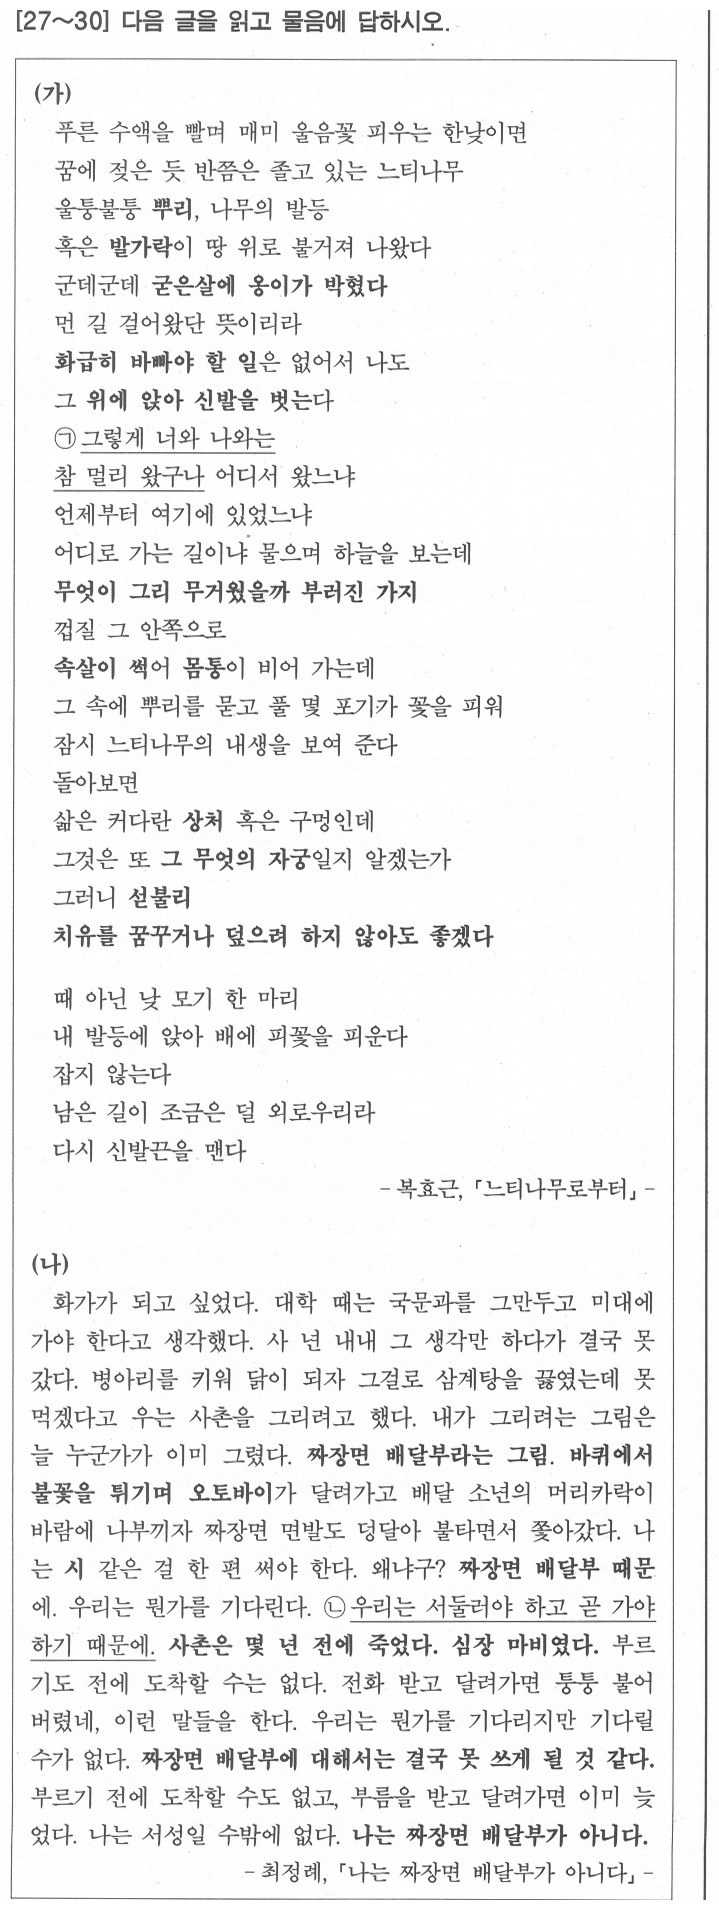 [27～30] 다음 글을 읽고 물음에 답하시오.
(가)
푸른 수액을 빨며 매미 울음꽃 피우는 한낮이면
꿈에 젖은 듯 반쯤은 졸고 있는 느티나무
울퉁불퉁 뿌리, 나무의 발등
혹은 발가락이 땅 위로 불거져 나왔다
군데군데 굳은살에 옹이가 박혔다
먼 길 걸어왔단 뜻이리라
화급히 바빠야 할 일은 없어서 나도
그 위에 앉아 신발을 벗는다
㉠그렇게 너와 나와는
참 멀리 왔구나 어디서 왔느냐
언제부터 여기에 있었느냐
어디로 가는 길이냐 물으며 하늘을 보는데
무엇이 그리 무거웠을까 부러진 가지
껍질 그 안쪽으로
속살이 썩어 몸통이 비어 가는데
그 속에 뿌리를 묻고 풀 몇 포기가 꽃을 피워
잠시 느티나무의 내생을 보여 준다
돌아보면
삶은 커다란 상처 혹은 구멍인데
그것은 또 그 무엇의 자궁일지 알겠는가
그러니 섣불리
치유를 꿈꾸거나 덮으려 하지 않아도 좋겠다
때 아닌 낮 모기 한 마리
내 발등에 앉아 배에 피꽃을 피운다
잡지 않는다
남은 길이 조금은 덜 외로우리라
다시 신발끈을 맨다
- 복효근, ｢느티나무로부터｣ -
(나)
화가가 되고 싶었다. 대학 때는 국문과를 그만두고 미대에
가야 한다고 생각했다. 사 년 내내 그 생각만 하다가 결국 못
갔다. 병아리를 키워 닭이 되자 그걸로 삼계탕을 끓였는데 못
먹겠다고 우는 사촌을 그리려고 했다. 내가 그리려는 그림은
늘 누군가가 이미 그렸다. 짜장면 배달부라는 그림. 바퀴에서
불꽃을 튀기며 오토바이가 달려가고 배달 소년의 머리카락이
바람에 나부끼자 짜장면 면발도 덩달아 불타면서 쫓아갔다. 나
는 시 같은 걸 한 편 써야 한다. 왜냐구? 짜장면 배달부 때문
에. 우리는 뭔가를 기다린다. ㉡우리는 서둘러야 하고 곧 가야
하기 때문에. 사촌은 몇 년 전에 죽었다. 심장 마비였다. 부르
기도 전에 도착할 수는 없다. 전화 받고 달려가면 퉁퉁 불어
버렸네, 이런 말들을 한다. 우리는 뭔가를 기다리지만 기다릴
수가 없다. 짜장면 배달부에 대해서는 결국 못 쓰게 될 것 같다.
부르기 전에 도착할 수도 없고, 부름을 받고 달려가면 이미 늦
었다. 나는 서성일 수밖에 없다. 나는 짜장면 배달부가 아니다.
- 최정례, ｢나는 짜장면 배달부가 아니다｣ -